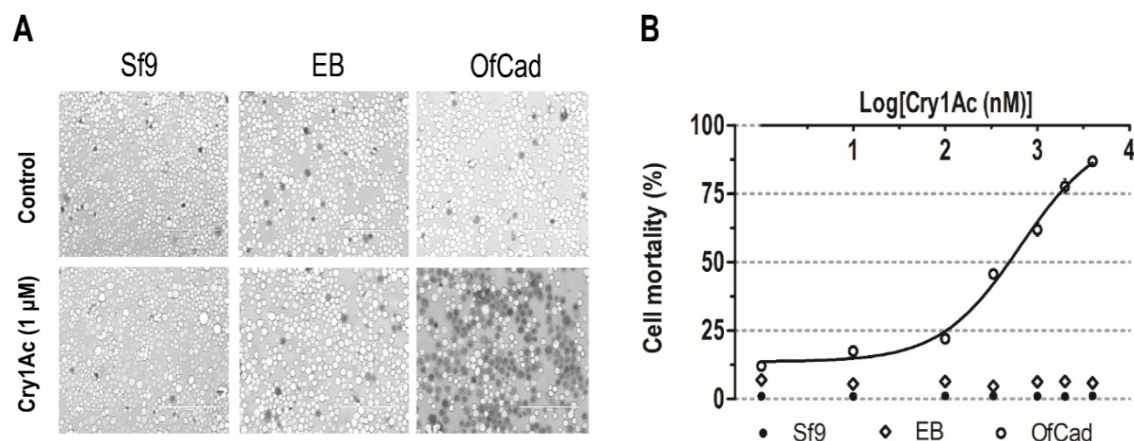 A
Sf9 EB OfCad
Control
Cry1Ac (1 μM)
B
Log[Cry1Ac (nM)]
1 2 3 4
100
75
50
25
0
Cell mortality (%)
Sf9 EB OfCad